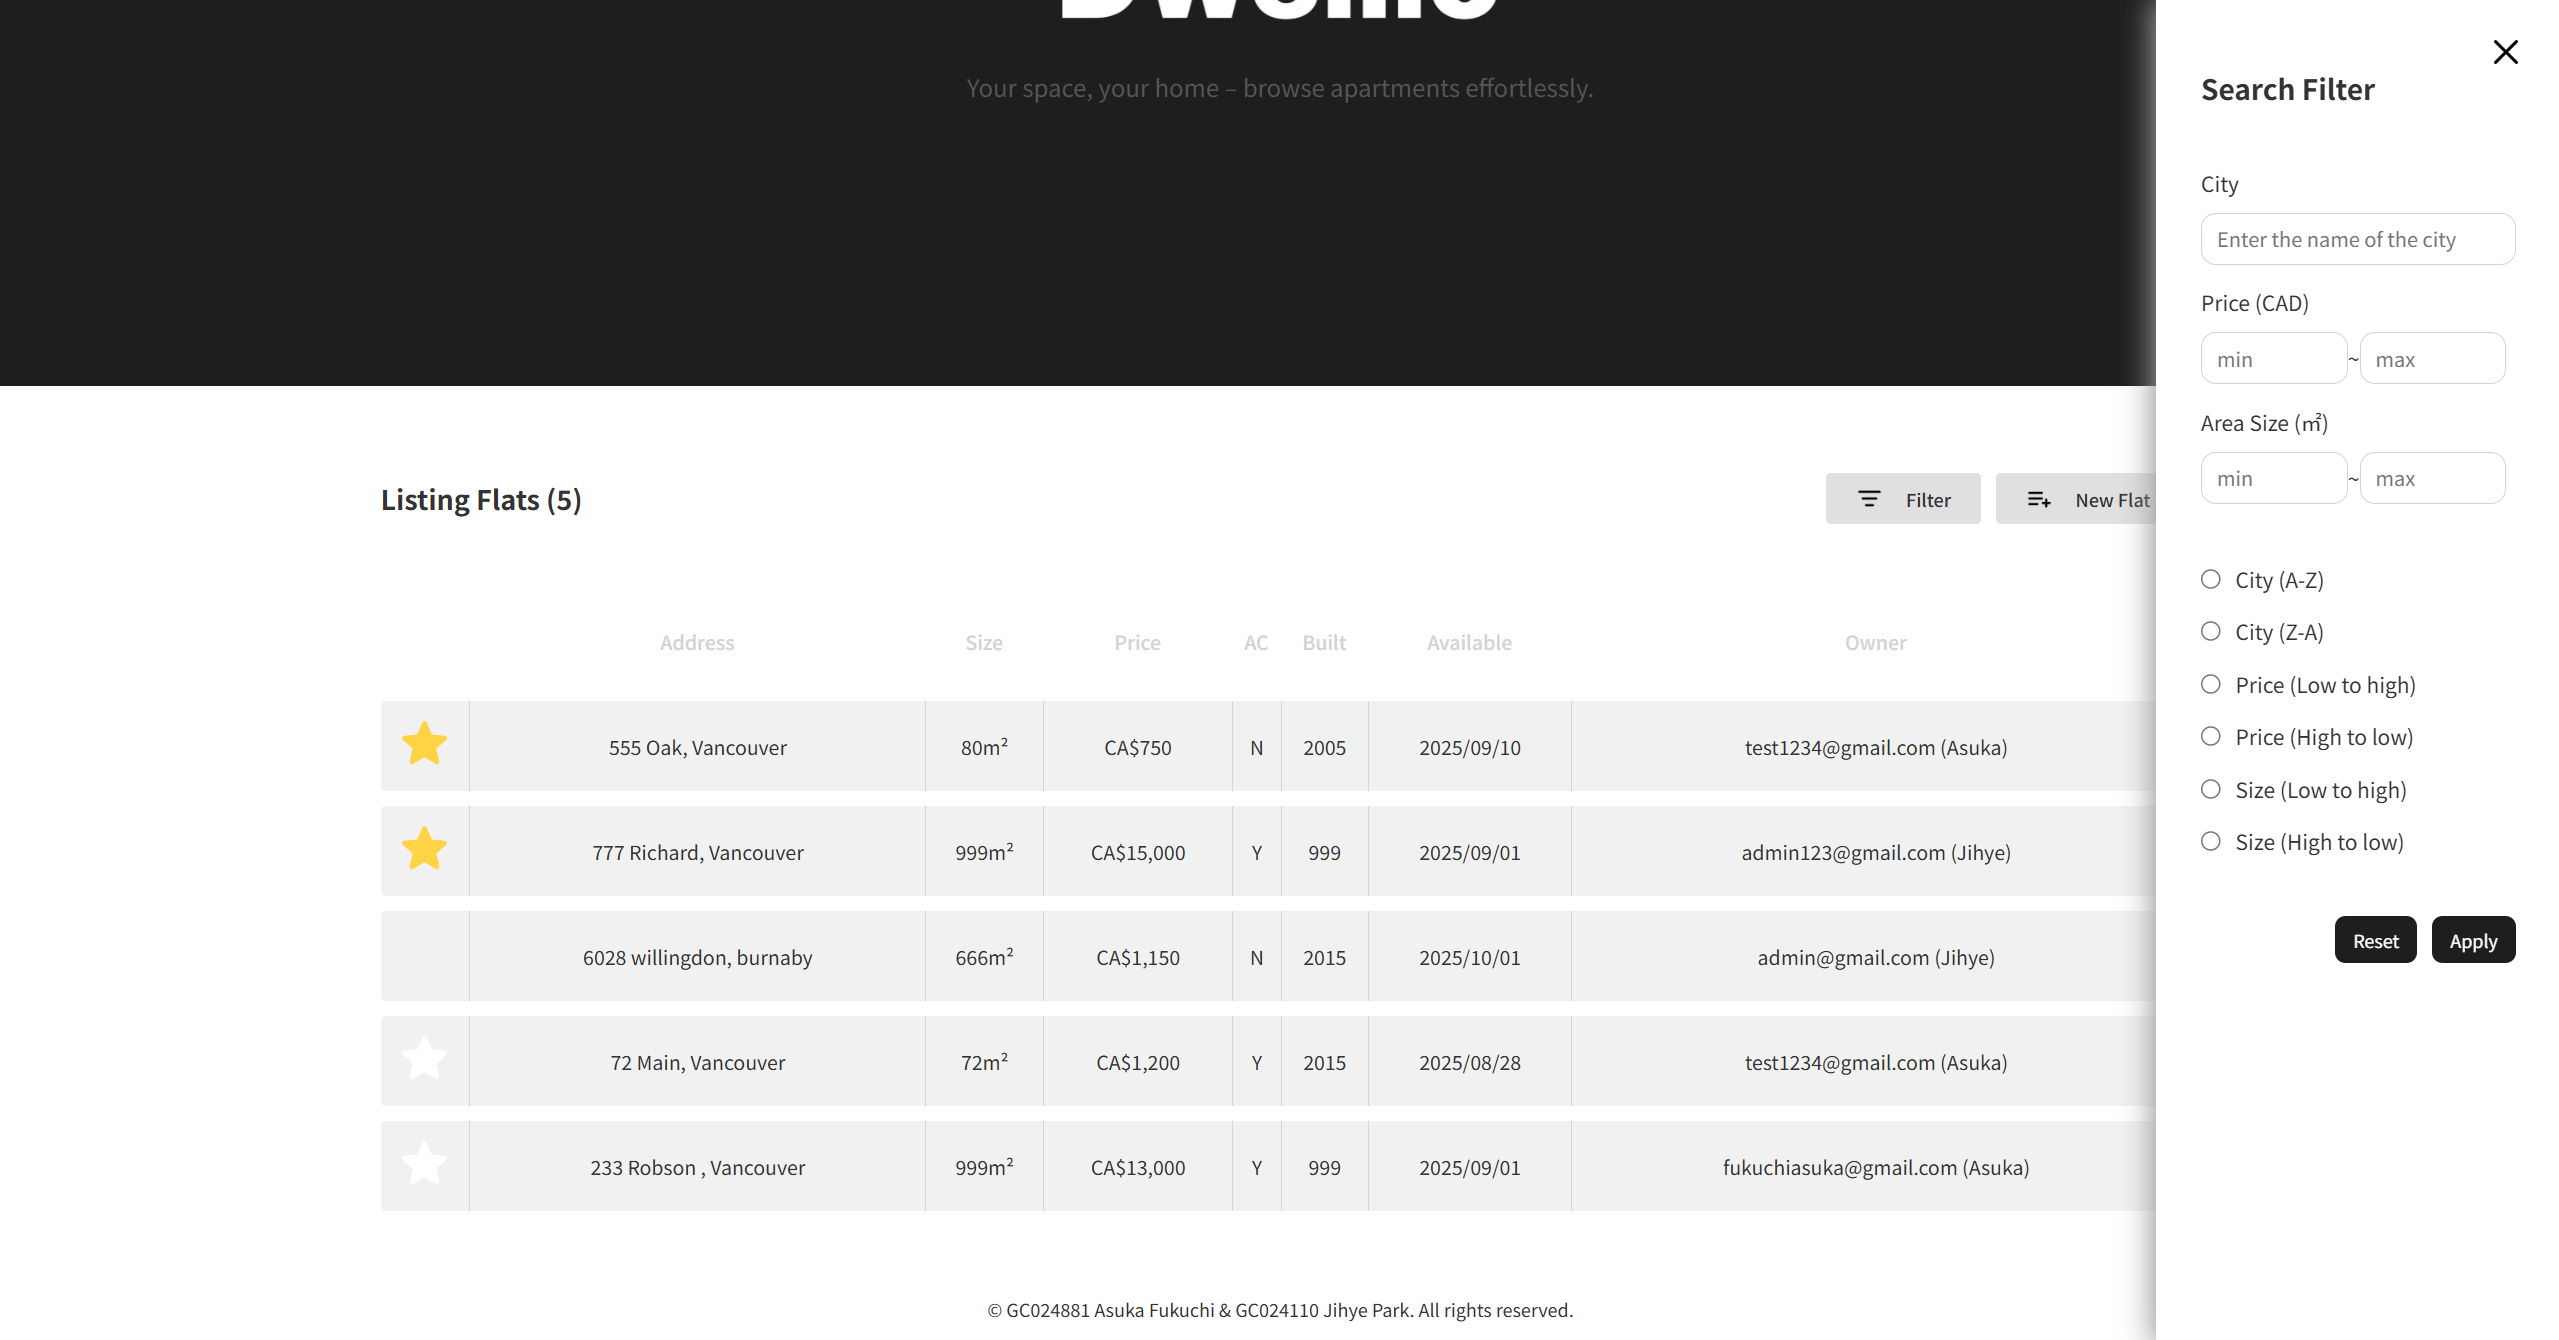 Your space, your home – browse apartments effortlessly.
Listing Flats (5)
Filter
New Flat
Address Size Price AC Built Available Owner
555 Oak, Vancouver 80m² CA$750 N 2005 2025/09/10 test1234@gmail.com (Asuka)
777 Richard, Vancouver 999m² CA$15,000 Y 999 2025/09/01 admin123@gmail.com (Jihye)
6028 willingdon, burnaby 666m² CA$1,150 N 2015 2025/10/01 admin@gmail.com (Jihye)
72 Main, Vancouver 72m² CA$1,200 Y 2015 2025/08/28 test1234@gmail.com (Asuka)
233 Robson , Vancouver 999m² CA$13,000 Y 999 2025/09/01 fukuchiasuka@gmail.com (Asuka)
© GC024881 Asuka Fukuchi & GC024110 Jihye Park. All rights reserved.
Search Filter
City
Enter the name of the city
Price (CAD)
min ~ max
Area Size (㎡)
min ~ max
City (A-Z)
City (Z-A)
Price (Low to high)
Price (High to low)
Size (Low to high)
Size (High to low)
Reset Apply